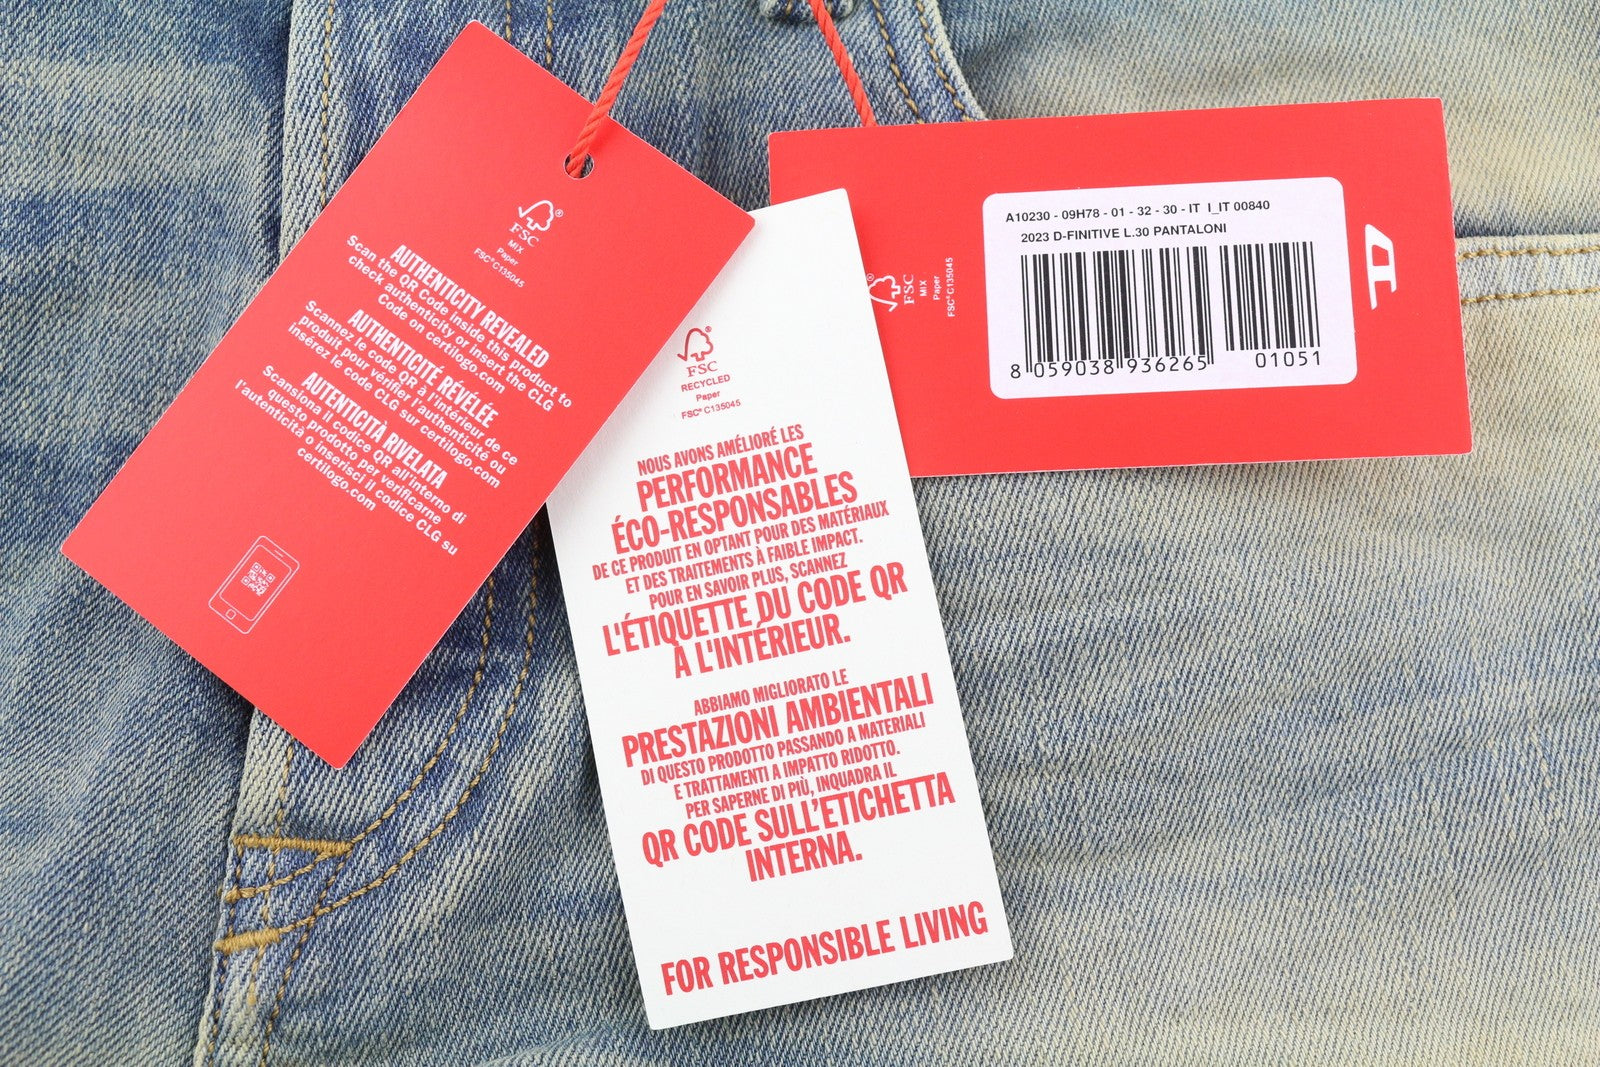 FSC®
MIX
Paper
FSC® C135045
AUTHENTICITY REVEALED
Scan the QR Code inside this product to
check authenticity or insert the CLG
Code on certilogo.com
AUTHENTICITÉ RÉVÉLÉE
Scannez le code QR à l'intérieur de ce
produit pour vérifier l'authenticité ou
insérez le code CLG sur certilogo.com
AUTENTICITÀ RIVELATA
Scansiona il codice QR all'interno di
questo prodotto per verificarne
l'autenticità o inserisci il codice CLG su
certilogo.com
FSC®
RECYCLED
Paper
FSC® C135045
NOUS AVONS AMÉLIORÉ LES
PERFORMANCE
ÉCO-RESPONSABLES
DE CE PRODUIT EN OPTANT POUR DES MATÉRIAUX
ET DES TRAITEMENTS À FAIBLE IMPACT.
POUR EN SAVOIR PLUS, SCANNEZ
L'ÉTIQUETTE DU CODE QR
À L'INTÉRIEUR.
ABBIAMO MIGLIORATO LE
PRESTAZIONI AMBIENTALI
DI QUESTO PRODOTTO PASSANDO A MATERIALI
E TRATTAMENTI A IMPATTO RIDOTTO.
PER SAPERNE DI PIÙ, INQUADRA IL
QR CODE SULL'ETICHETTA
INTERNA.
FOR RESPONSIBLE LIVING
FSC®
MIX
Paper
FSC® C135045
A10230 - 09H78 - 01 - 32 - 30 - IT I_IT 00840
2023 D-FINITIVE L.30 PANTALONI
8 059038 936265 01051
D